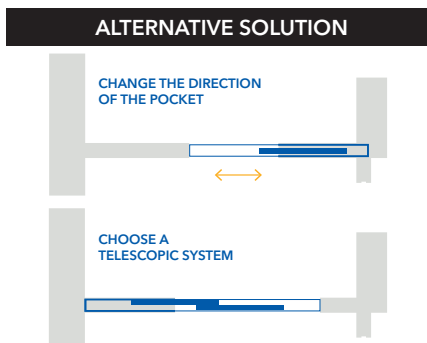 ALTERNATIVE SOLUTION
CHANGE THE DIRECTION
OF THE POCKET
CHOOSE A
TELESCOPIC SYSTEM